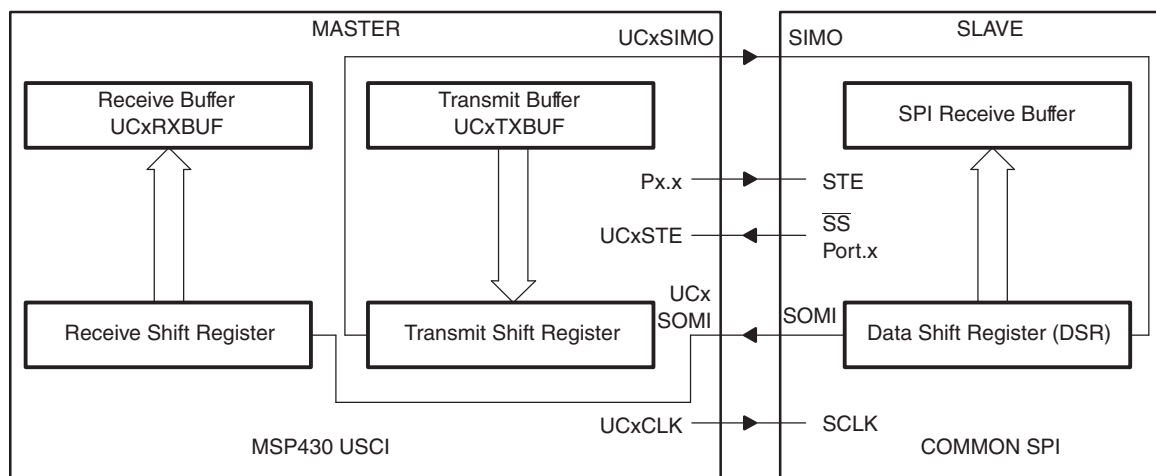 MASTER
UCxSIMO
SIMO
SLAVE
Receive Buffer
UCxRXBUF
Transmit Buffer
UCxTXBUF
SPI Receive Buffer
Px.x
STE
UCxSTE
SS
Port.x
UCx
SOMI
SOMI
Receive Shift Register
Transmit Shift Register
Data Shift Register (DSR)
UCxCLK
SCLK
MSP430 USCI
COMMON SPI